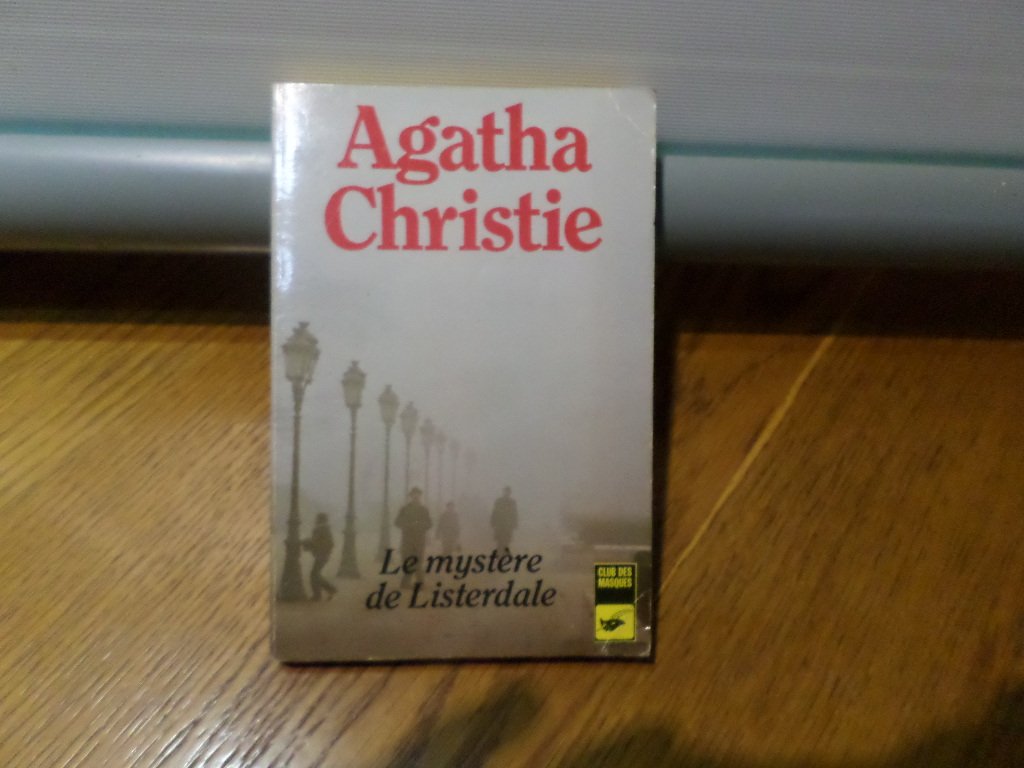 Agatha
Christie
Le mystère
de Listerdale
CLUB DES
MASQUES